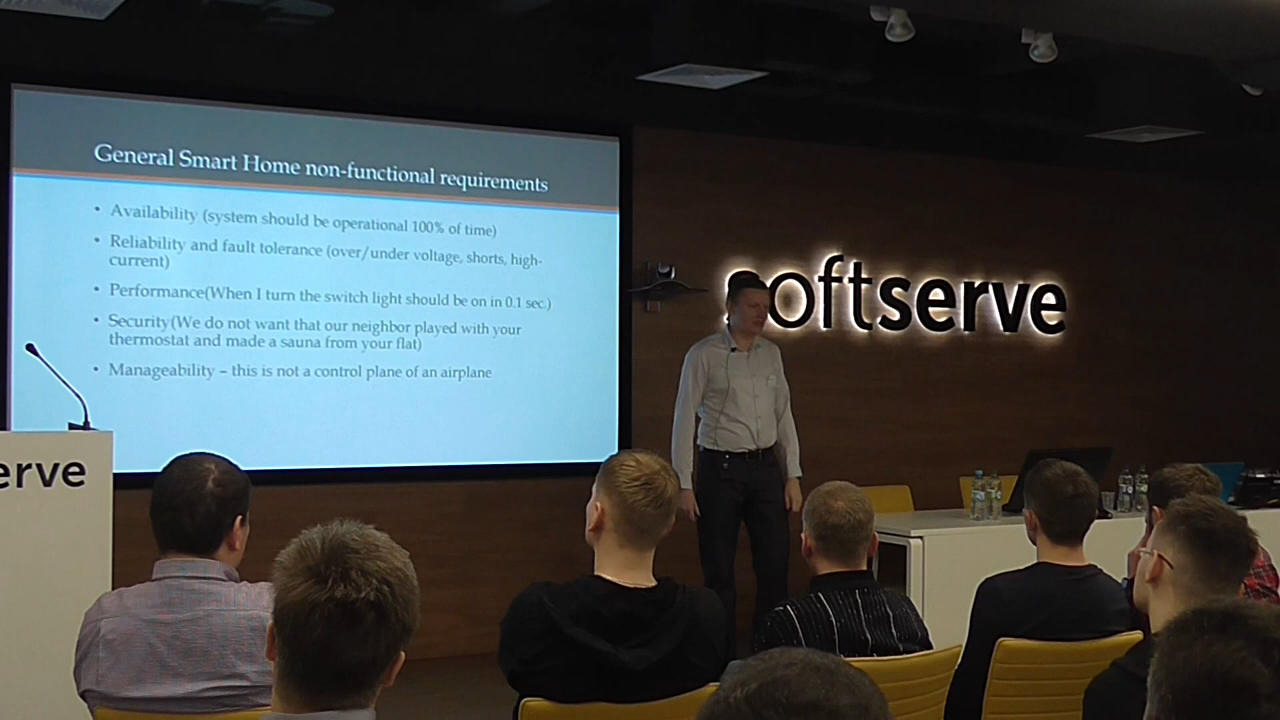 General Smart Home non-functional requirements
• Availability (system should be operational 100% of time)
• Reliability and fault tolerance (over/under voltage, shorts, high-
current)
• Performance(When I turn the switch light should be on in 0.1 sec.)
• Security(We do not want that our neighbor played with your
thermostat and made a sauna from your flat)
• Manageability – this is not a control plane of an airplane
softserve
erve